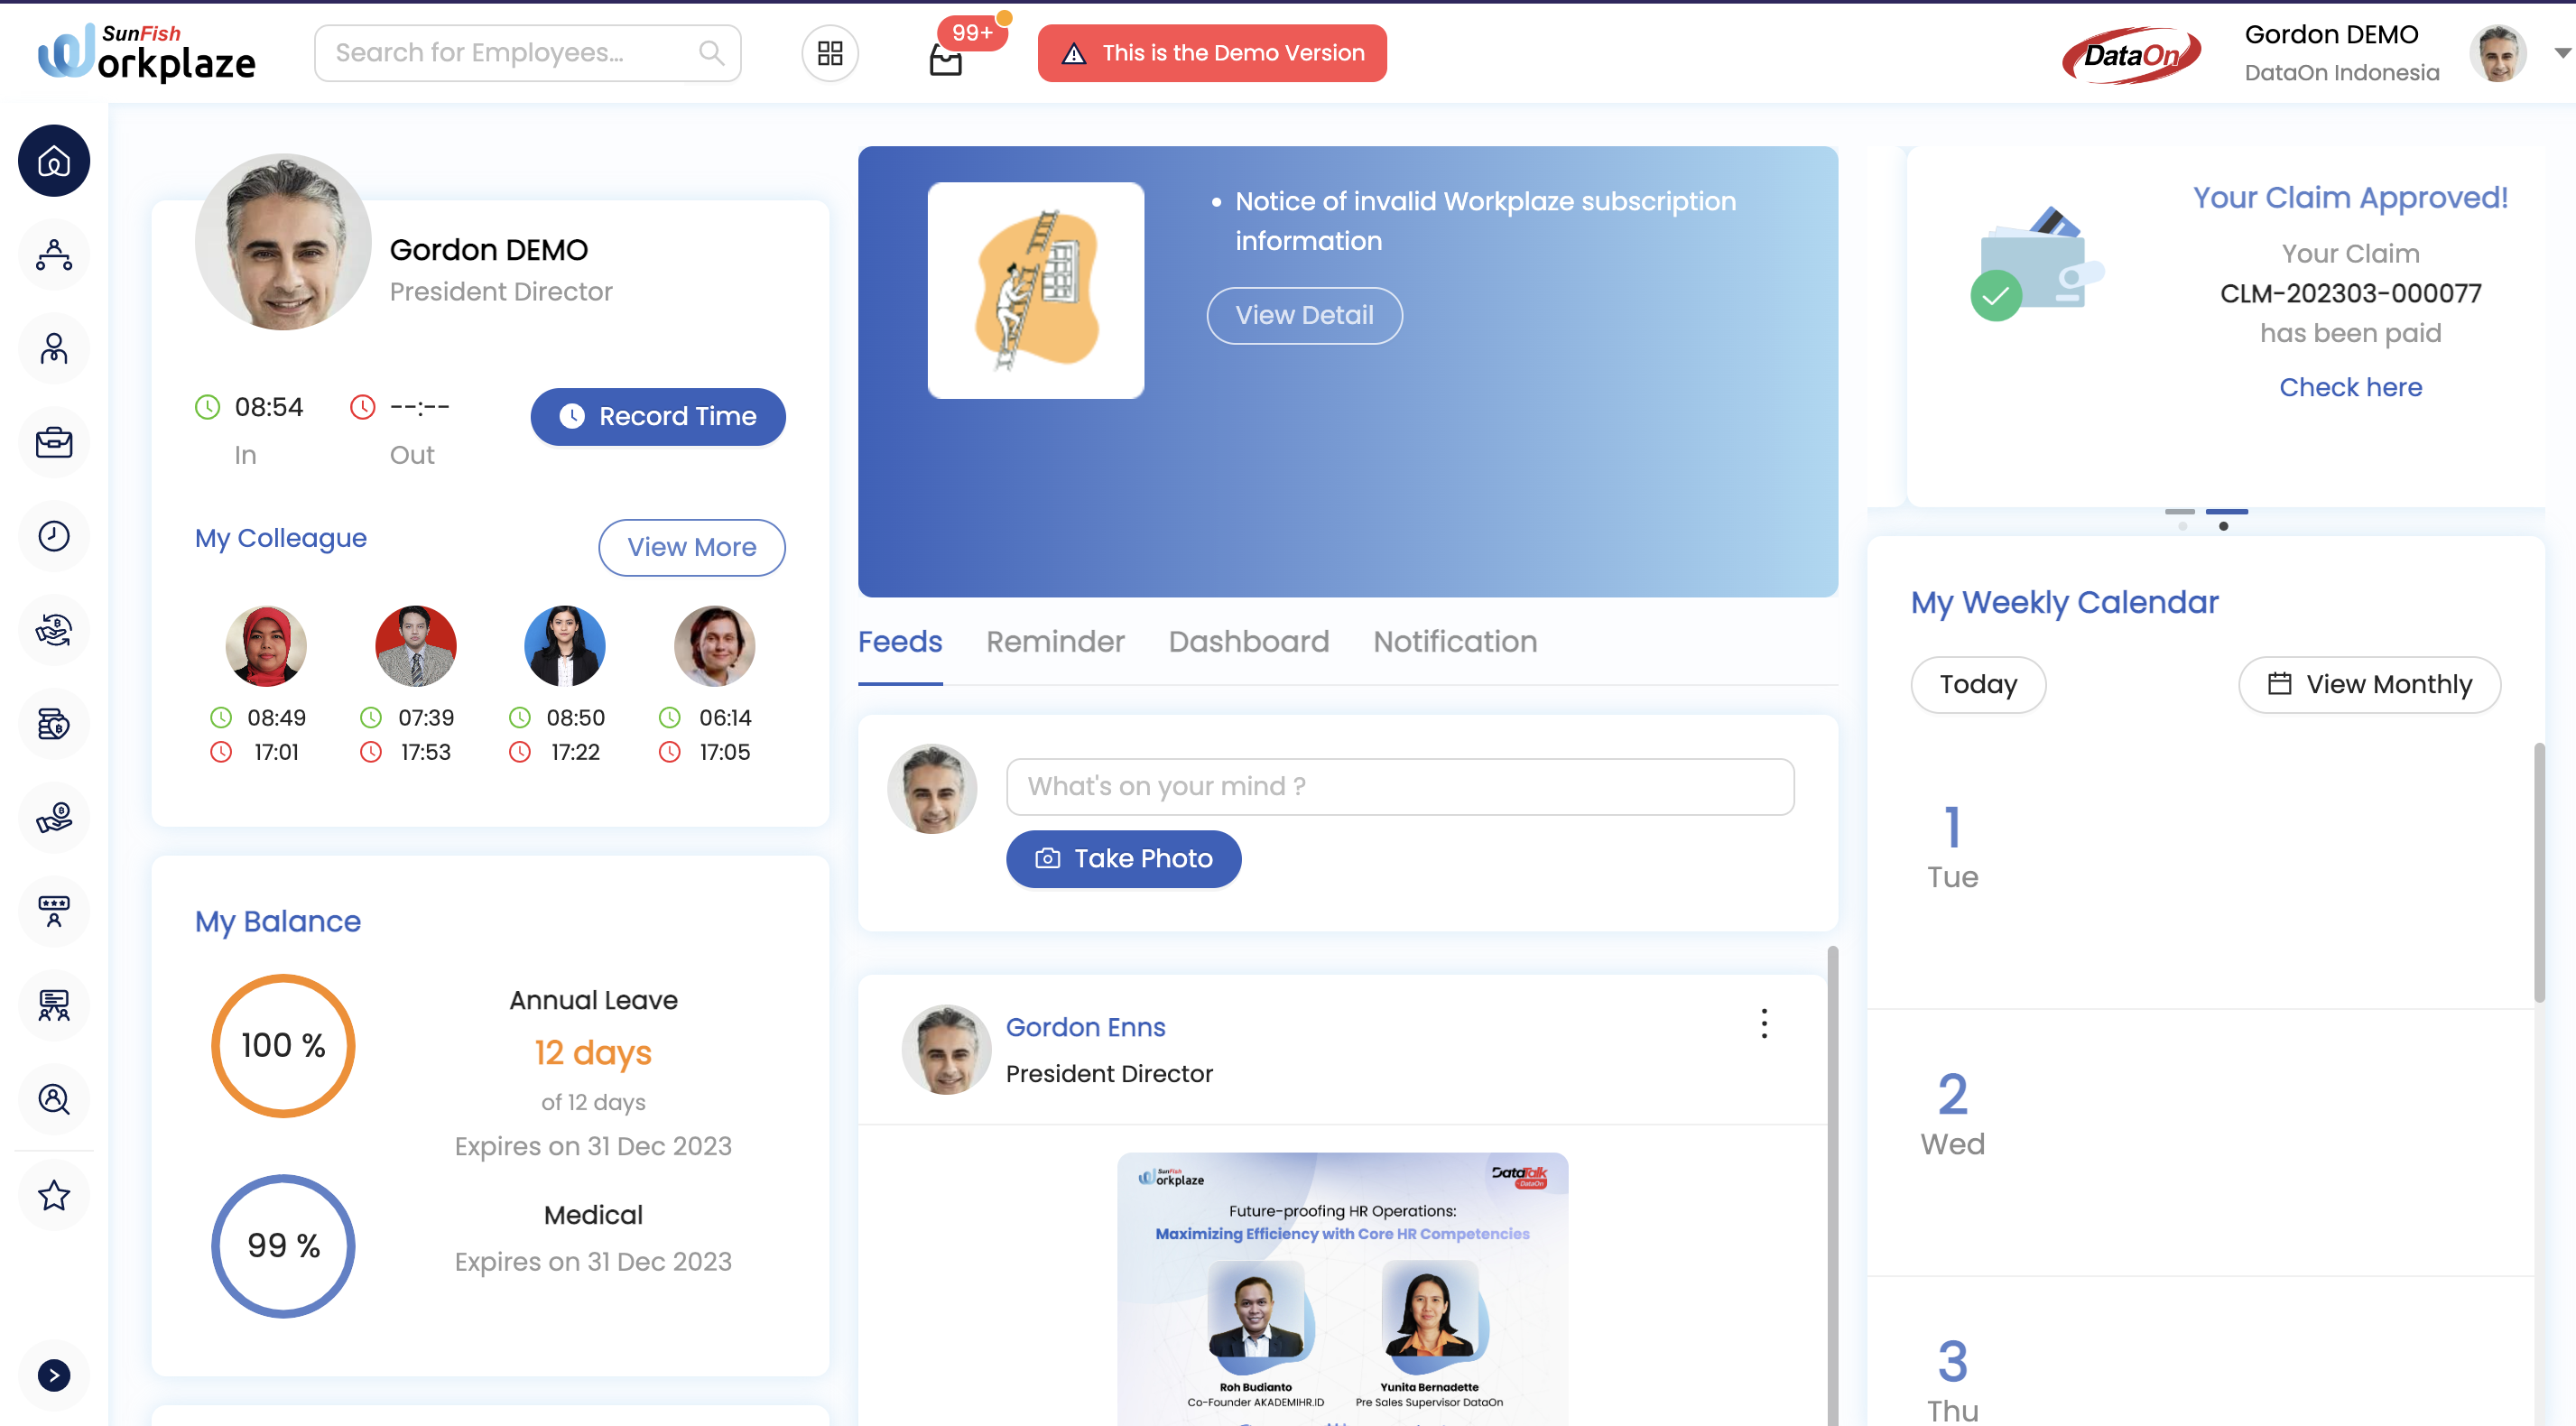 SunFish
Workplaze
Search for Employees...
99+
This is the Demo Version
DataOn
Gordon DEMO
DataOn Indonesia
Gordon DEMO
President Director
08:54
In
--:--
Out
Record Time
My Colleague
View More
08:49
17:01
07:39
17:53
08:50
17:22
06:14
17:05
My Balance
100 %
Annual Leave
12 days
of 12 days
Expires on 31 Dec 2023
99 %
Medical
Expires on 31 Dec 2023
• Notice of invalid Workplaze subscription
information
View Detail
Feeds Reminder Dashboard Notification
What's on your mind ?
Take Photo
Gordon Enns
President Director
SunFish
Workplaze
DataTalk
DataOn
Future-proofing HR Operations:
Maximizing Efficiency with Core HR Competencies
Roh Budianto
Co-Founder AKADEMIHR.ID
Yunita Bernadette
Pre Sales Supervisor DataOn
Your Claim Approved!
Your Claim
CLM-202303-000077
has been paid
Check here
My Weekly Calendar
Today
View Monthly
1
Tue
2
Wed
3
Thu